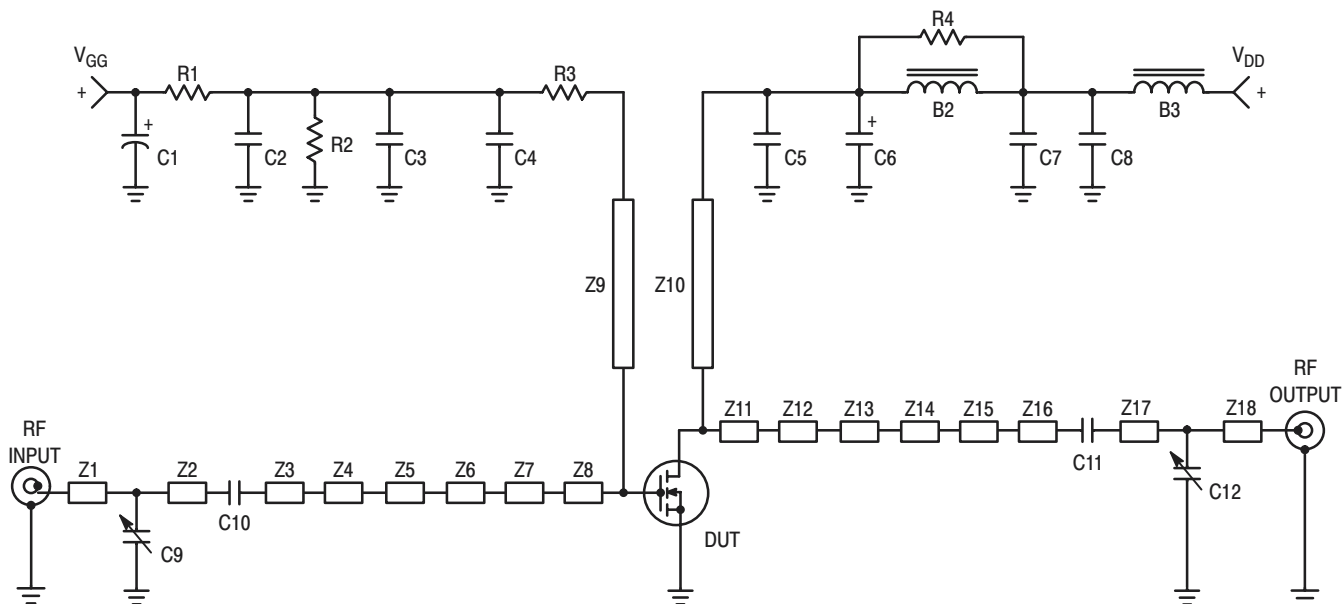 R4
VGG
VDD
R1
R3
+
+
B2
B3
+
+
C1
C2
R2
C3
C4
C5
C6
C7
C8
Z9
Z10
RF
OUTPUT
Z11
Z12
Z13
Z14
Z15
Z16
Z17
Z18
RF
INPUT
C11
Z1
Z2
Z3
Z4
Z5
Z6
Z7
Z8
C12
C10
DUT
C9